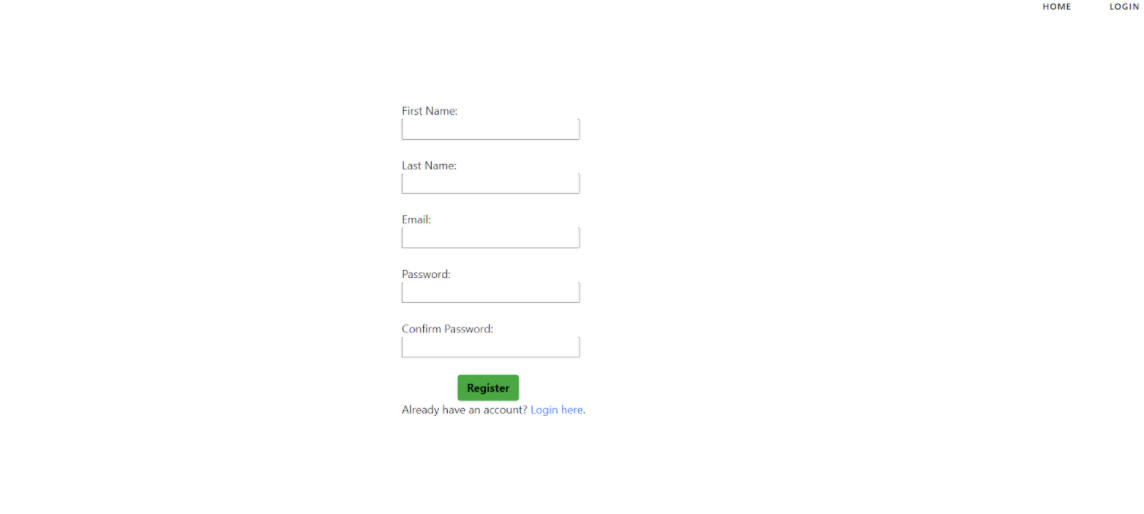 HOME LOGIN
First Name:
Last Name:
Email:
Password:
Confirm Password:
Register
Already have an account? Login here.